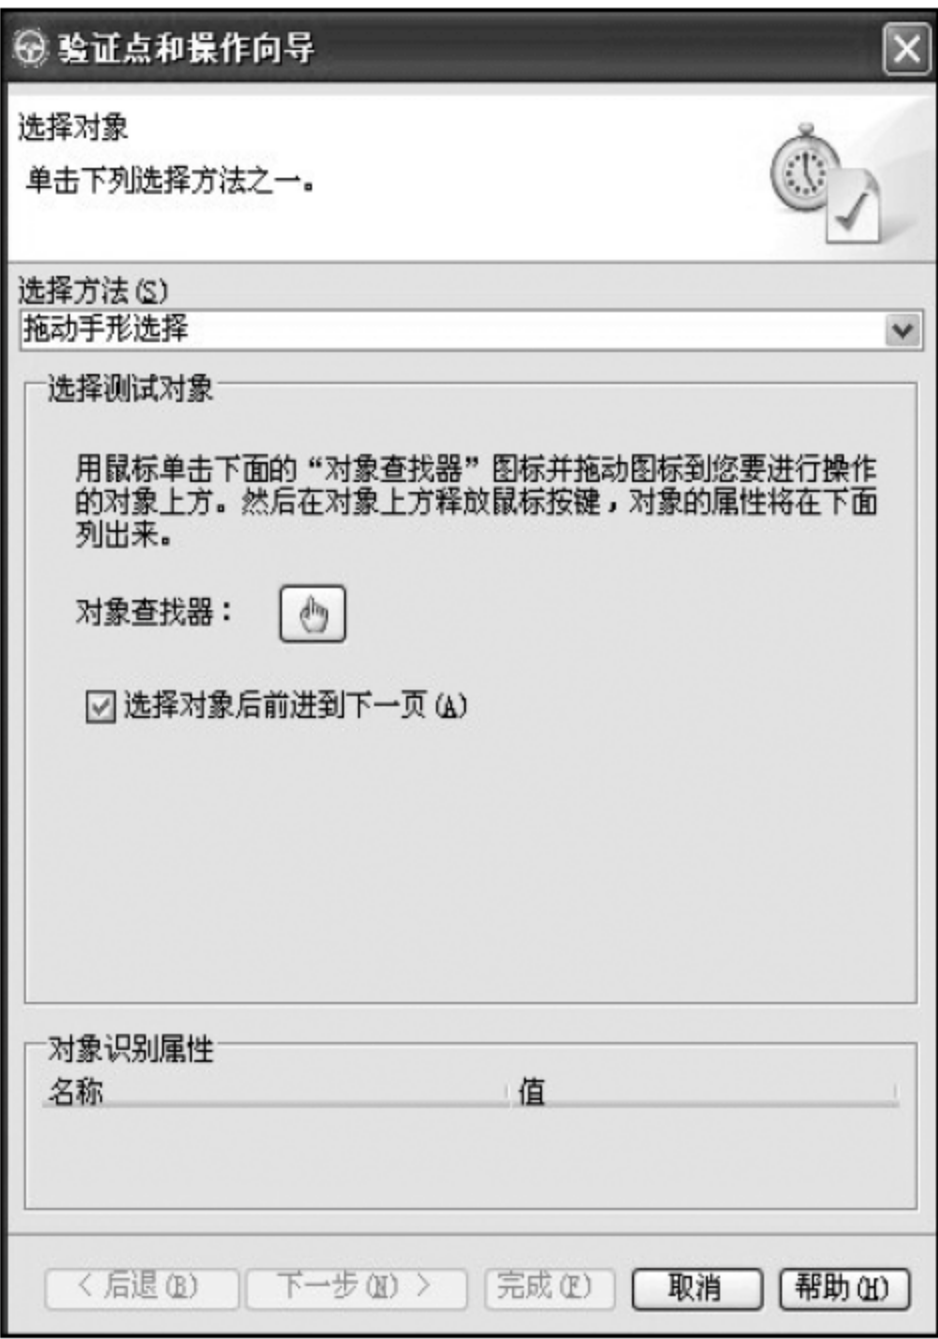 验证点和操作向导
选择对象
单击下列选择方法之一。
选择方法(S)
拖动手形选择
选择测试对象
用鼠标单击下面的“对象查找器”图标并拖动图标到您要进行操作
的对象上方。然后在对象上方释放鼠标按键，对象的属性将在下面
列出来。
对象查找器：
选择对象后前进到下一页(A)
对象识别属性
名称 值
< 后退(B) 下一步(N) > 完成(F) 取消 帮助(H)